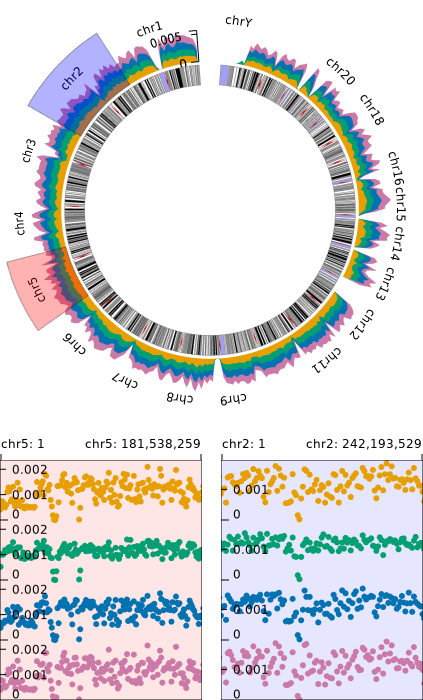 chrY
chr1
0.005
0
chr2
chr20
chr18
chr3
chr16
chr15
chr4
chr14
chr5
chr13
chr6
chr12
chr7
chr11
chr8
chr9
chr5: 1 chr5: 181,538,259 chr2: 1 chr2: 242,193,529
0.002
0.001 0.001
0 0
0.002
0.001 0.001
0 0
0.002
0.001 0.001
0 0
0.002
0.001 0.001
0 0